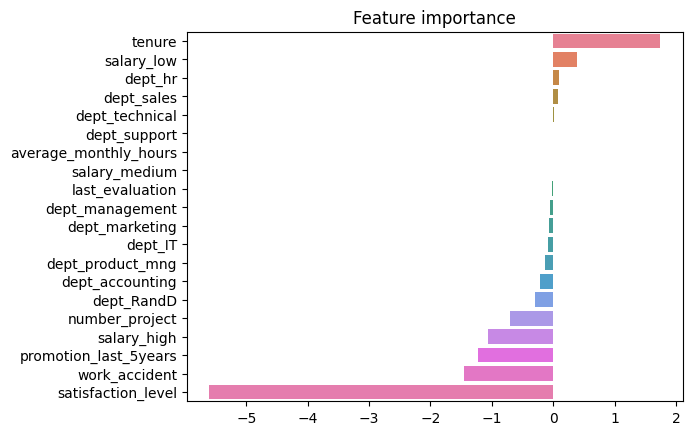 Feature importance
tenure
salary_low
dept_hr
dept_sales
dept_technical
dept_support
average_monthly_hours
salary_medium
last_evaluation
dept_management
dept_marketing
dept_IT
dept_product_mng
dept_accounting
dept_RandD
number_project
salary_high
promotion_last_5years
work_accident
satisfaction_level
−5 −4 −3 −2 −1 0 1 2